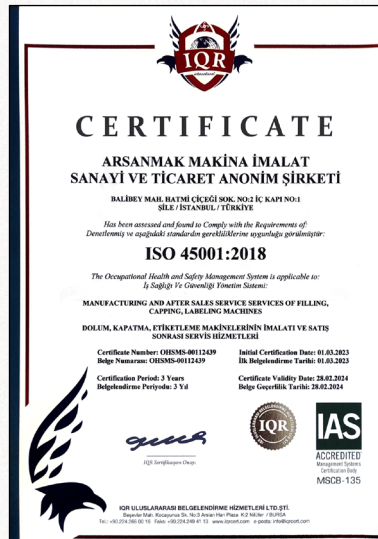 IQR
CERTIFICATE
ARSANMAK MAKİNA İMALAT
SANAYİ VE TİCARET ANONİM ŞİRKETİ
BALİBEY MAH. HATMİ ÇİÇEĞİ SOK. NO:2 İÇ KAPI NO:1
ŞİLE / İSTANBUL / TÜRKİYE
Has been assessed and found to Comply with the Requirements of:
Denetlenmiş ve aşağıdaki standardın gerekliliklerine uygunluğu görülmüştür:
ISO 45001:2018
The Occupational Health and Safety Management System is applicable to:
İş Sağlığı Ve Güvenliği Yönetim Sistemi:
MANUFACTURING AND AFTER SALES SERVICE SERVICES OF FILLING,
CAPPING, LABELING MACHINES
DOLUM, KAPATMA, ETİKETLEME MAKİNELERİNİN İMALATI VE SATIŞ
SONRASI SERVİS HİZMETLERİ
Certificate Number: OHSMS-00112439
Belge Numarası: OHSMS-00112439
Initial Certification Date: 01.03.2023
İlk Belgelendirme Tarihi: 01.03.2023
Certification Period: 3 Years
Belgelendirme Periyodu: 3 Yıl
Certificate Validity Date: 28.02.2024
Belge Geçerlilik Tarihi: 28.02.2024
IQR Sertifikasyon Onayı
IQR
IAS
ACCREDITED
Management Systems
Certification Body
MSCB-135
IQR ULUSLARARASI BELGELENDİRME HİZMETLERİ LTD.ŞTİ.